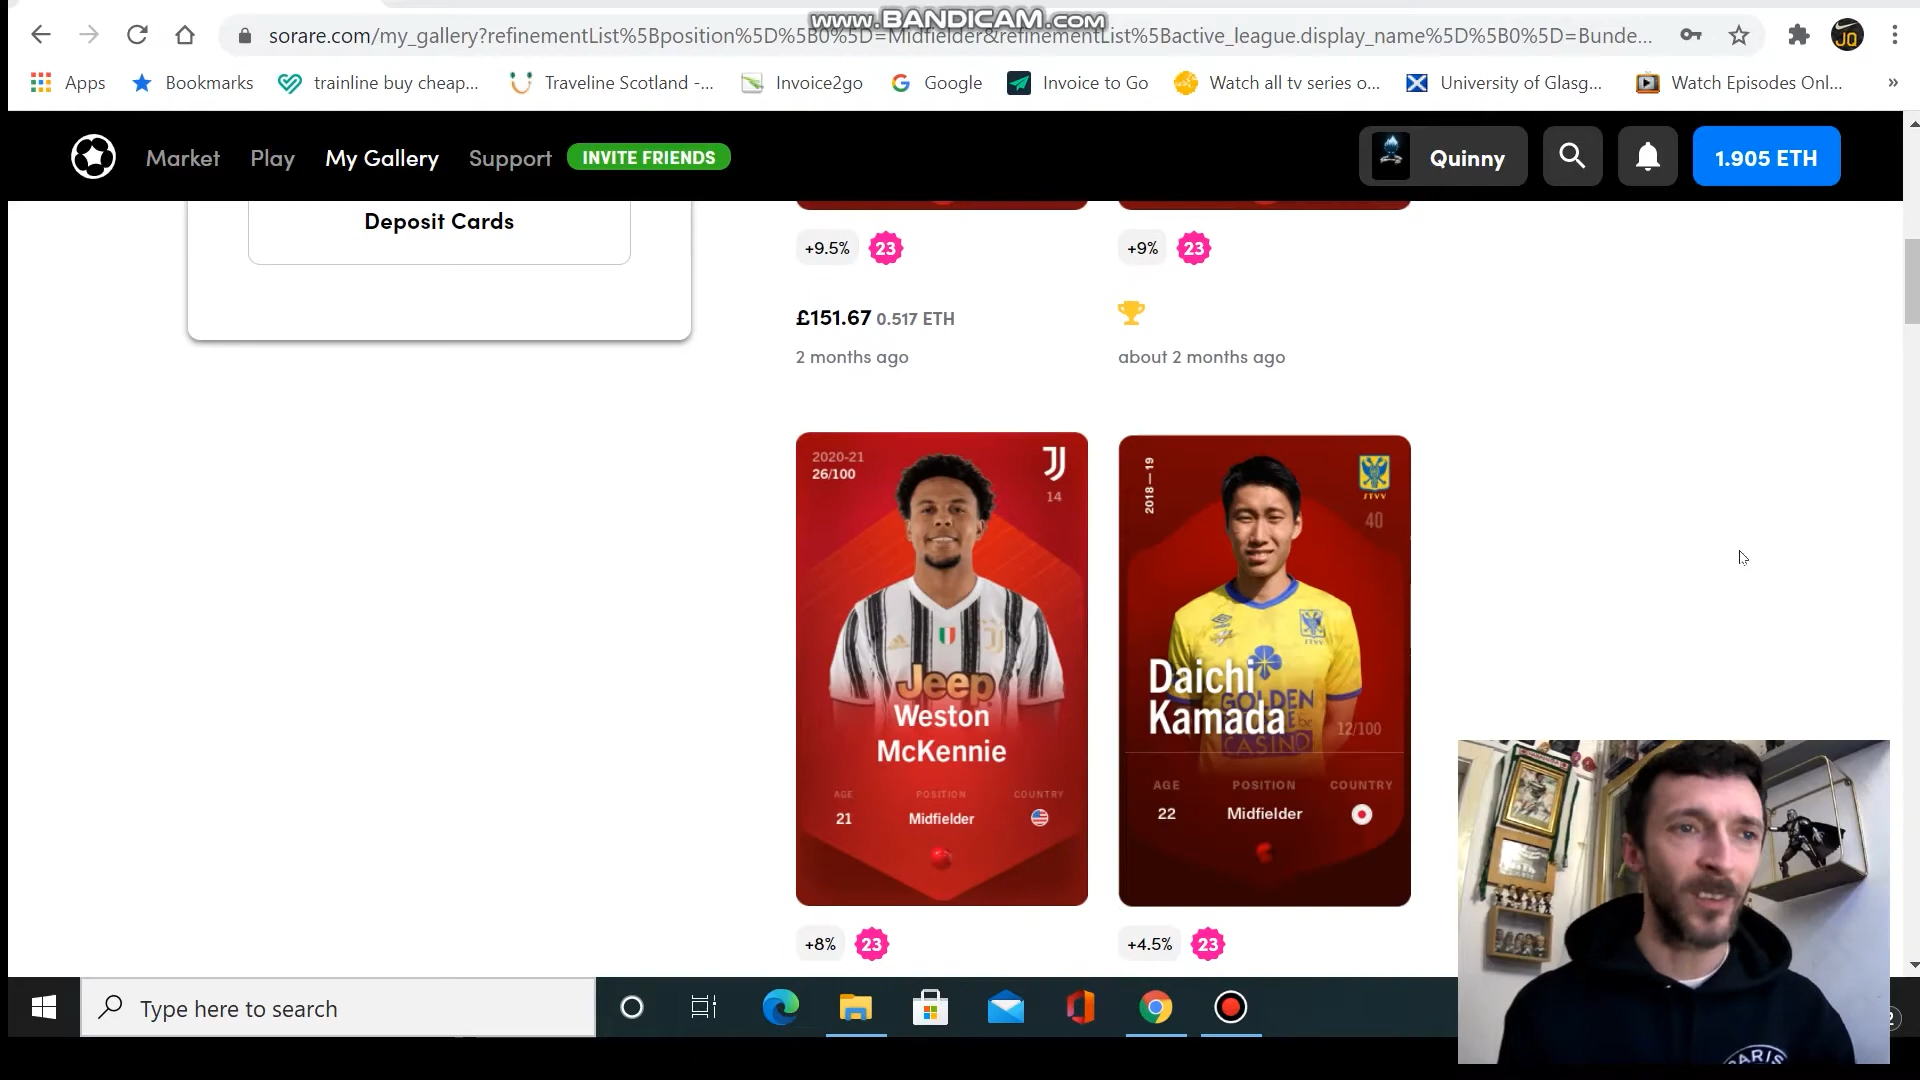 www.BANDICAM.com
sorare.com/my_gallery?refinementList%5Bposition%5D%5B0%5D=Midfielder&refinementList%5Bactive_league.display_name%5D%5B0%5D=Bunde...
JQ
Apps
Bookmarks
trainline buy cheap...
Traveline Scotland -...
Invoice2go
Google
Invoice to Go
Watch all tv series o...
University of Glasg...
Watch Episodes Onl...
»
Market
Play
My Gallery
Support
INVITE FRIENDS
Quinny
1.905 ETH
Deposit Cards
+9.5%
23
+9%
23
£151.67 0.517 ETH
2 months ago
about 2 months ago
2020-21
26/100
14
Jeep
Weston
McKennie
AGE
POSITION
COUNTRY
21
Midfielder
2018—19
STVV
40
Daichi
Kamada
GOLDEN
CASINO
12/100
AGE
POSITION
COUNTRY
22
Midfielder
+8%
23
+4.5%
23
Type here to search
PARIS